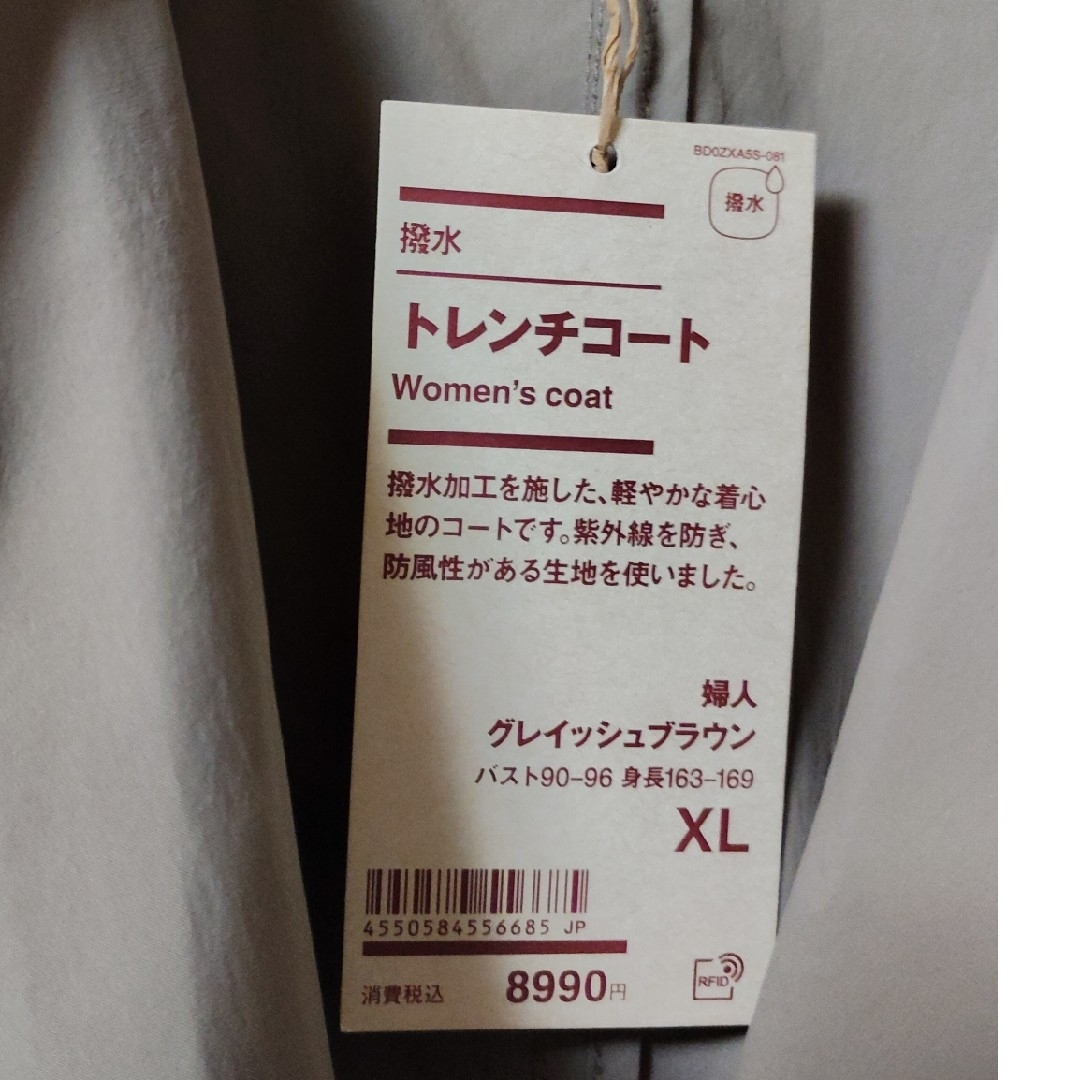 BD0ZXA5S-081
撥水
撥水
トレンチコート
Women's coat
撥水加工を施した、軽やかな着心
地のコートです。紫外線を防ぎ、
防風性がある生地を使いました。
婦人
グレイッシュブラウン
バスト90-96 身長163-169
XL
4550584556685 JP
消費税込 8990円
RFID